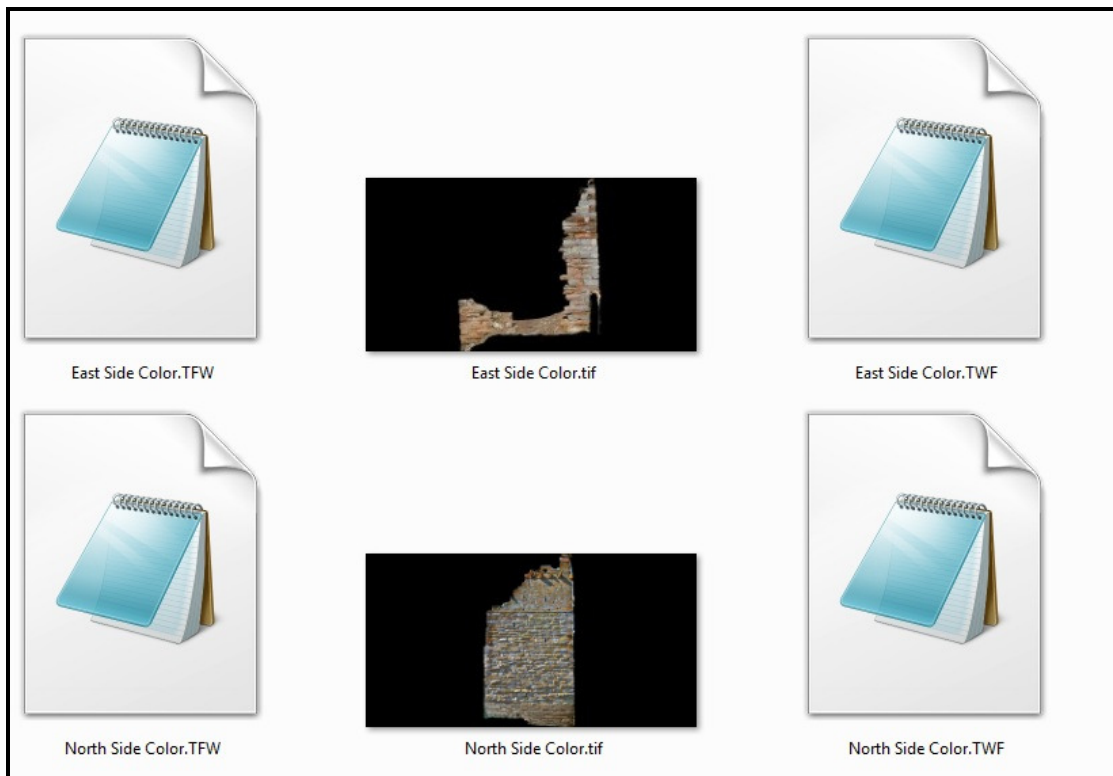 East Side Color.TFW
East Side Color.tif
East Side Color.TWF
North Side Color.TFW
North Side Color.tif
North Side Color.TWF